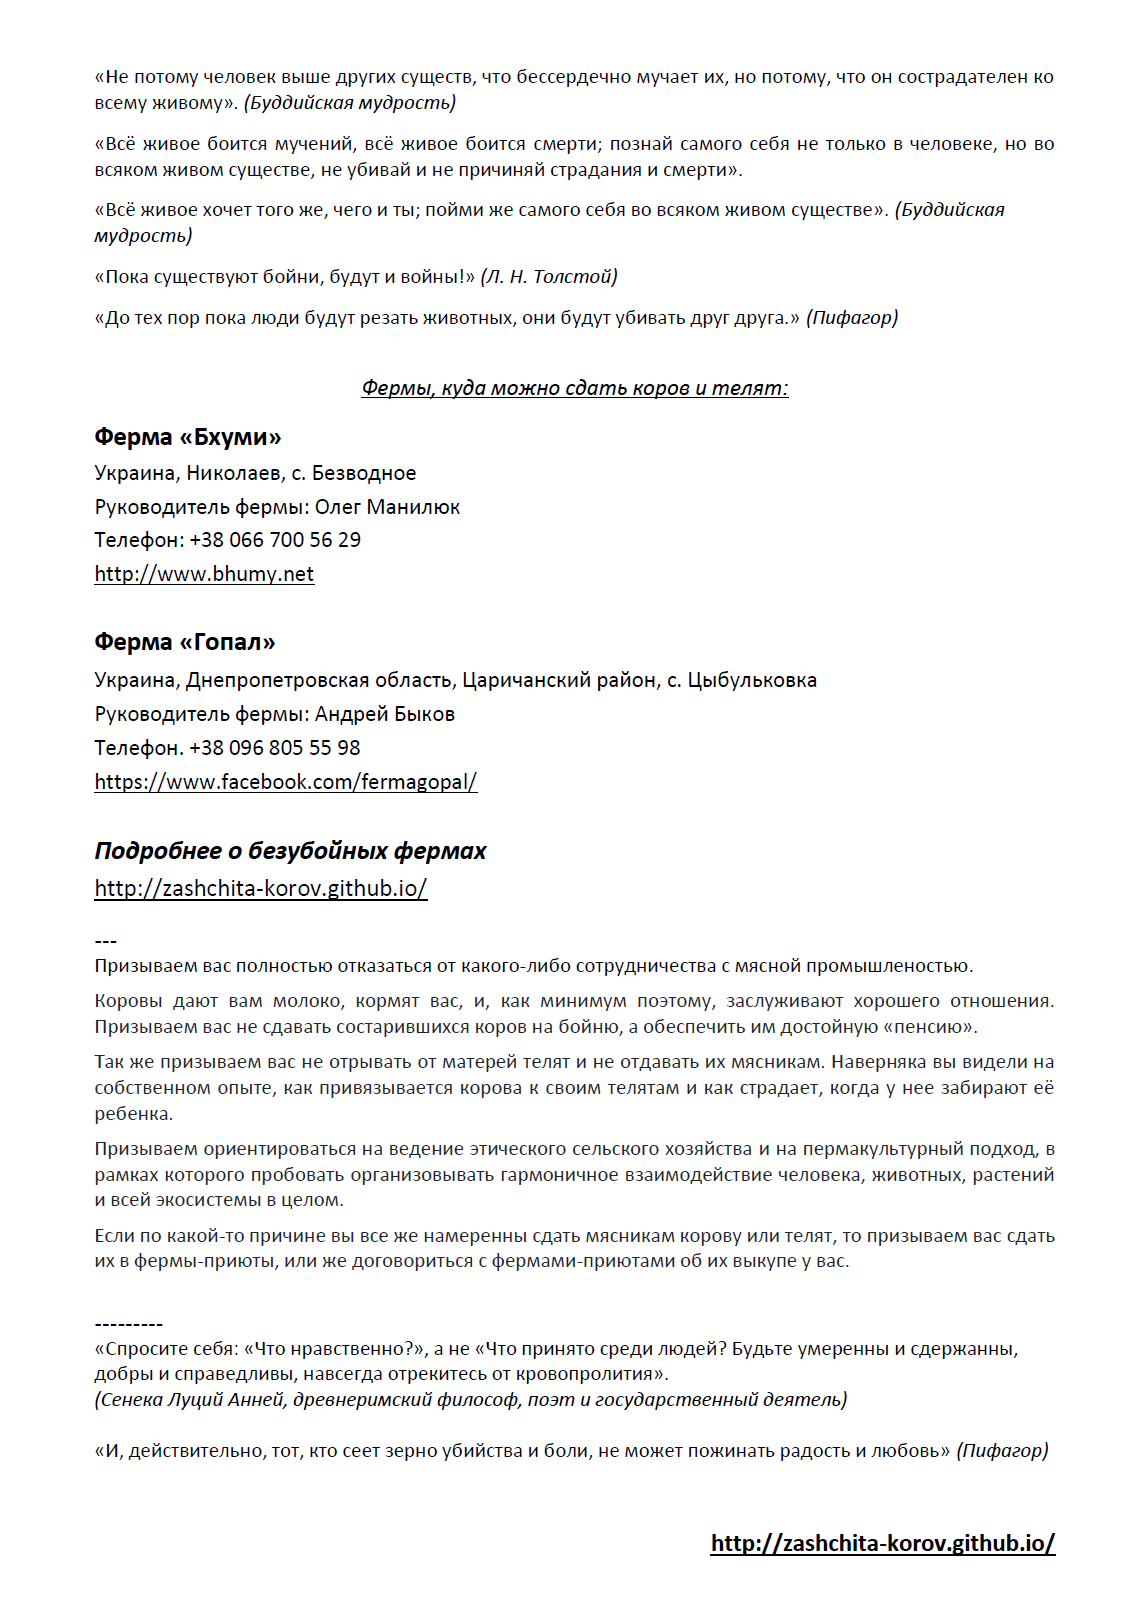 «Не потому человек выше других существ, что бессердечно мучает их, но потому, что он сострадателен ко
всему живому». (Буддийская мудрость)
«Всё живое боится мучений, всё живое боится смерти; познай самого себя не только в человеке, но во
всяком живом существе, не убивай и не причиняй страдания и смерти».
«Всё живое хочет того же, чего и ты; пойми же самого себя во всяком живом существе». (Буддийская
мудрость)
«Пока существуют бойни, будут и войны!» (Л. Н. Толстой)
«До тех пор пока люди будут резать животных, они будут убивать друг друга.» (Пифагор)
Фермы, куда можно сдать коров и телят:
Ферма «Бхуми»
Украина, Николаев, с. Безводное
Руководитель фермы: Олег Манилюк
Телефон: +38 066 700 56 29
http://www.bhumy.net
Ферма «Гопал»
Украина, Днепропетровская область, Царичанский район, с. Цыбульковка
Руководитель фермы: Андрей Быков
Телефон. +38 096 805 55 98
https://www.facebook.com/fermagopal/
Подробнее о безубойных фермах
http://zashchita-korov.github.io/
---
Призываем вас полностью отказаться от какого-либо сотрудничества с мясной промышленостью.
Коровы дают вам молоко, кормят вас, и, как минимум поэтому, заслуживают хорошего отношения.
Призываем вас не сдавать состарившихся коров на бойню, а обеспечить им достойную «пенсию».
Так же призываем вас не отрывать от матерей телят и не отдавать их мясникам. Наверняка вы видели на
собственном опыте, как привязывается корова к своим телятам и как страдает, когда у нее забирают её
ребенка.
Призываем ориентироваться на ведение этического сельского хозяйства и на пермакультурный подход, в
рамках которого пробовать организовывать гармоничное взаимодействие человека, животных, растений
и всей экосистемы в целом.
Если по какой-то причине вы все же намеренны сдать мясникам корову или телят, то призываем вас сдать
их в фермы-приюты, или же договориться с фермами-приютами об их выкупе у вас.
---------
«Спросите себя: «Что нравственно?», а не «Что принято среди людей? Будьте умеренны и сдержанны,
добры и справедливы, навсегда отрекитесь от кровопролития».
(Сенека Луций Анней, древнеримский философ, поэт и государственный деятель)
«И, действительно, тот, кто сеет зерно убийства и боли, не может пожинать радость и любовь» (Пифагор)
http://zashchita-korov.github.io/